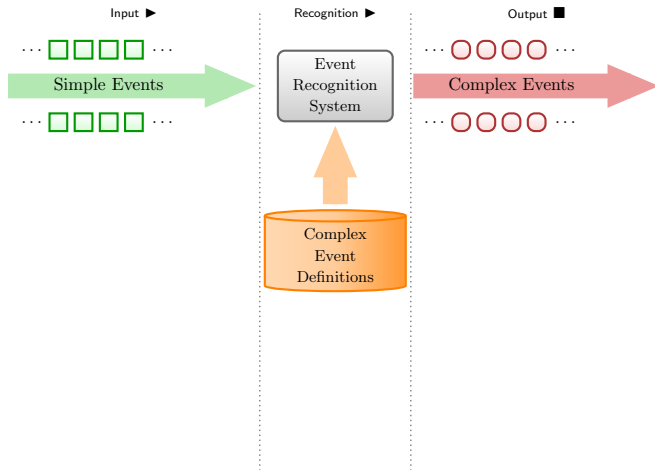 Input ▶
Recognition ▶
Output ■
··· ···
Simple Events
··· ···
Event
Recognition
System
··· ···
Complex Events
··· ···
Complex
Event
Definitions